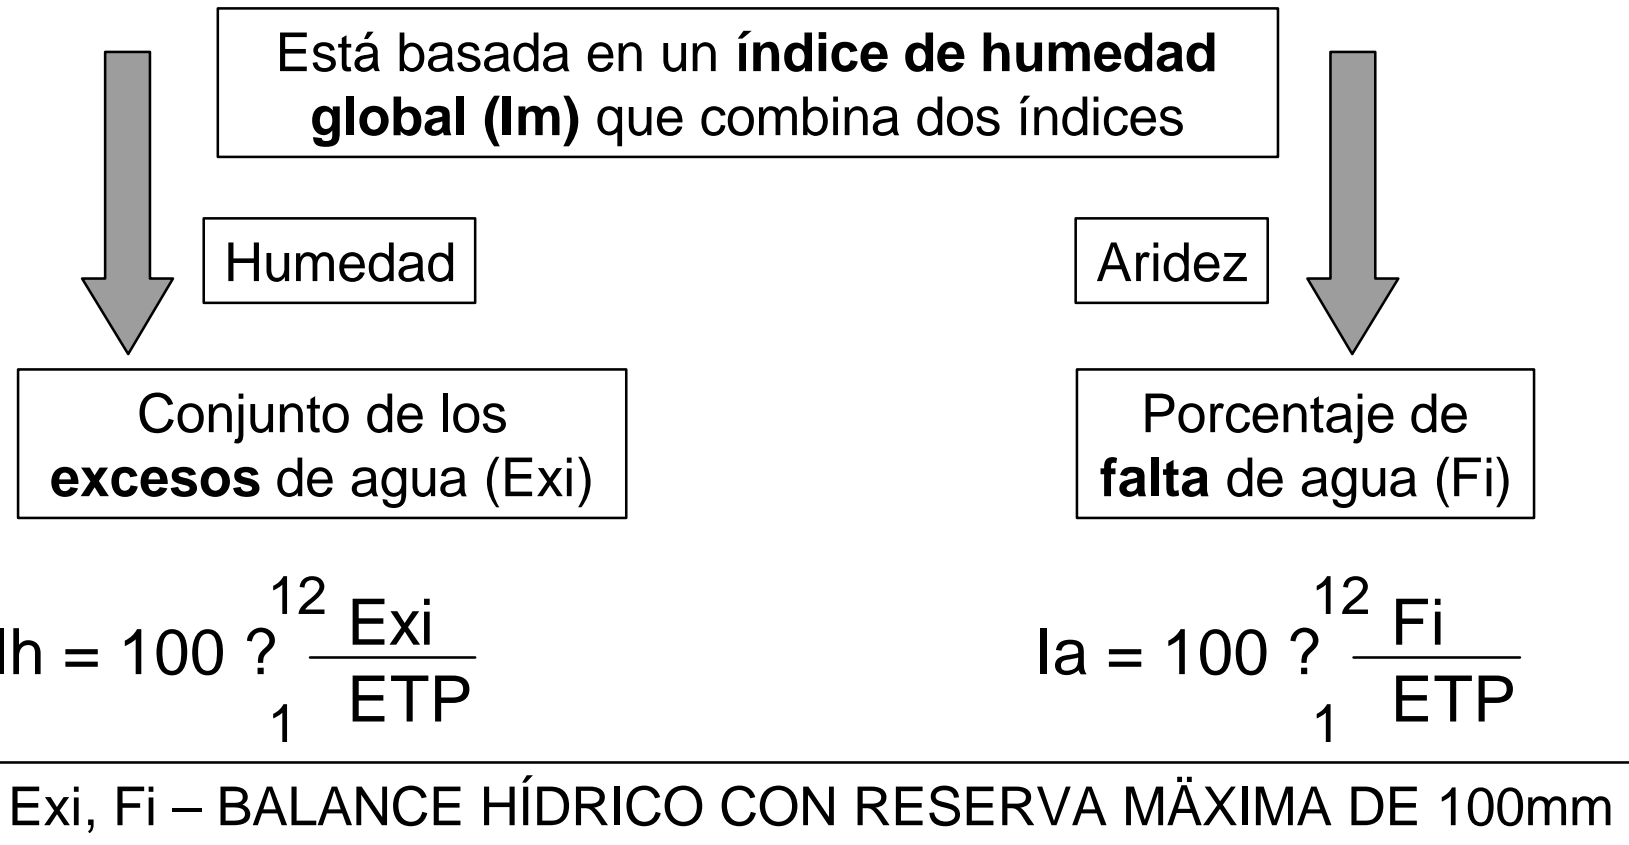 Está basada en un índice de humedad
global (Im) que combina dos índices
Humedad
Aridez
Conjunto de los
excesos de agua (Exi)
Porcentaje de
falta de agua (Fi)
Ih = 100 ? 12 1 Exi ETP
Ia = 100 ? 12 1 Fi ETP
Exi, Fi – BALANCE HÍDRICO CON RESERVA MÄXIMA DE 100mm